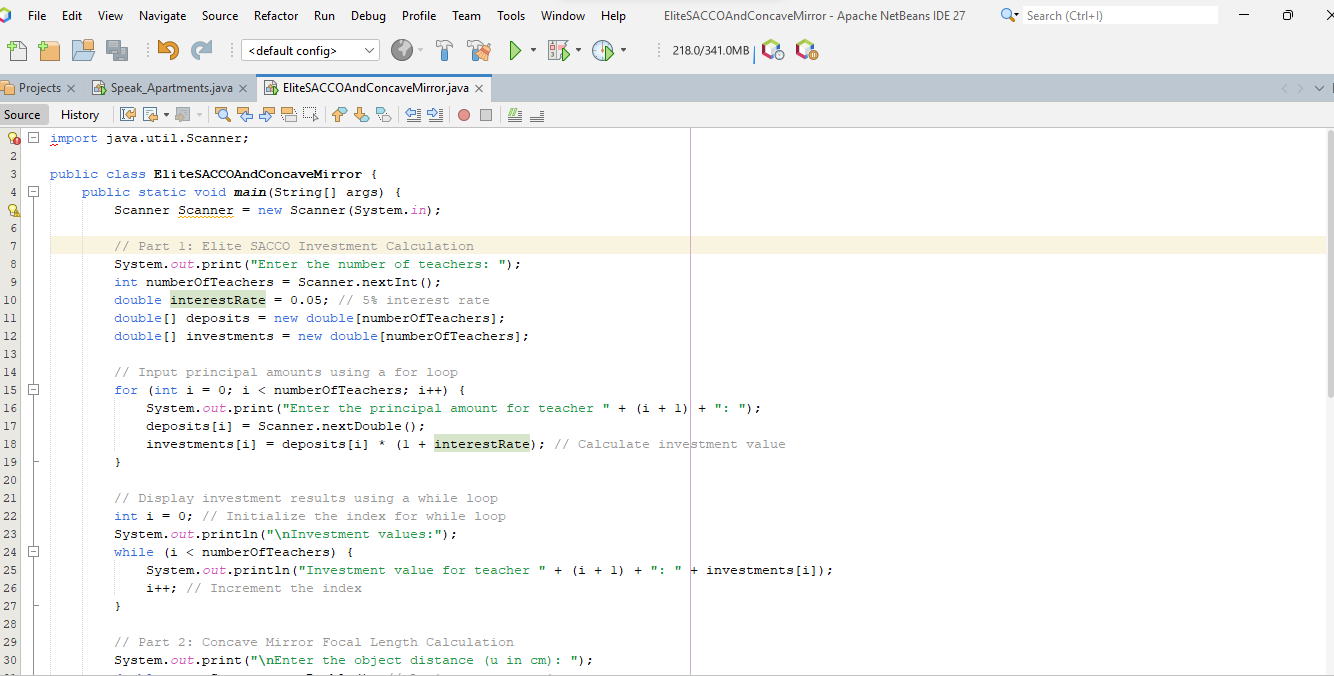 File Edit View Navigate Source Refactor Run Debug Profile Team Tools Window Help EliteSACCOAndConcaveMirror - Apache NetBeans IDE 27 Search (Ctrl+I)
<default config> 218.0/341.0MB
Projects Speak_Apartments.java EliteSACCOAndConcaveMirror.java
Source History
import java.util.Scanner;
2
3 public class EliteSACCOAndConcaveMirror {
4 public static void main(String[] args) {
Scanner Scanner = new Scanner(System.in);
6
7 // Part 1: Elite SACCO Investment Calculation
8 System.out.print("Enter the number of teachers: ");
9 int numberOfTeachers = Scanner.nextInt();
10 double interestRate = 0.05; // 5% interest rate
11 double[] deposits = new double[numberOfTeachers];
12 double[] investments = new double[numberOfTeachers];
13
14 // Input principal amounts using a for loop
15 for (int i = 0; i < numberOfTeachers; i++) {
16 System.out.print("Enter the principal amount for teacher " + (i + 1) + ": ");
17 deposits[i] = Scanner.nextDouble();
18 investments[i] = deposits[i] * (1 + interestRate); // Calculate investment value
19 }
20
21 // Display investment results using a while loop
22 int i = 0; // Initialize the index for while loop
23 System.out.println("\nInvestment values:");
24 while (i < numberOfTeachers) {
25 System.out.println("Investment value for teacher " + (i + 1) + ": " + investments[i]);
26 i++; // Increment the index
27 }
28
29 // Part 2: Concave Mirror Focal Length Calculation
30 System.out.print("\nEnter the object distance (u in cm): ");